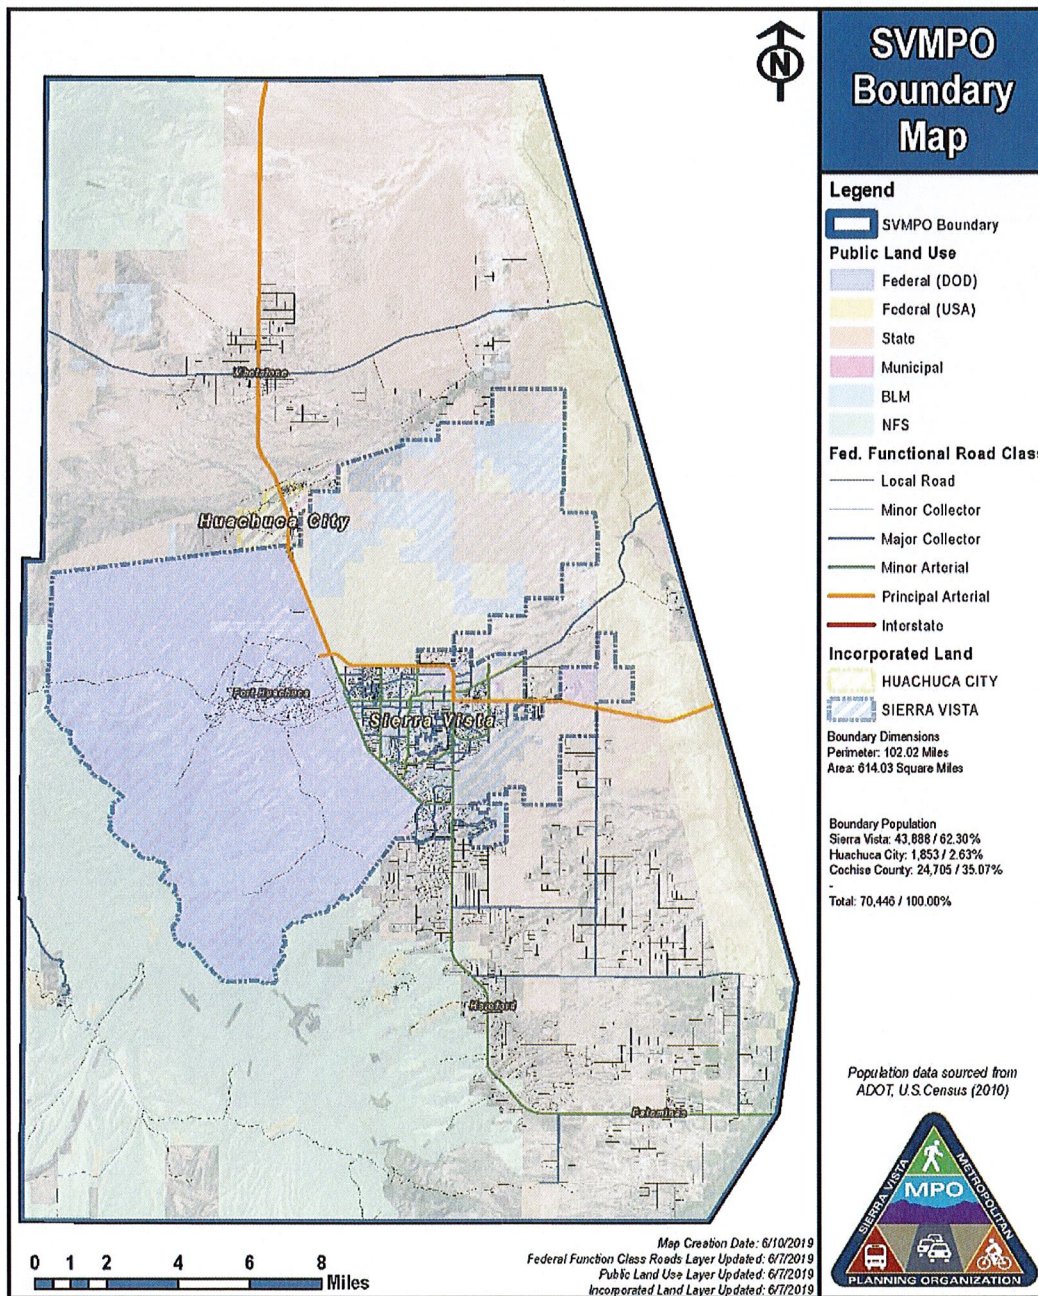 N
SVMPO
Boundary
Map
Legend
SVMPO Boundary
Public Land Use
Federal (DOD)
Federal (USA)
State
Municipal
BLM
NFS
Fed. Functional Road Class
Local Road
Minor Collector
Major Collector
Minor Arterial
Principal Arterial
Interstate
Incorporated Land
HUACHUCA CITY
SIERRA VISTA
Boundary Dimensions
Perimeter: 102.02 Miles
Area: 614.03 Square Miles
Boundary Population
Sierra Vista: 43,888 / 62.30%
Huachuca City: 1,853 / 2.63%
Cochise County: 24,705 / 35.07%
-
Total: 70,446 / 100.00%
Population data sourced from
ADOT, U.S. Census (2010)
SIERRA VISTA
METROPOLITAN
MPO
PLANNING ORGANIZATION
Whetstone
Huachuca City
Fort Huachuca
Sierra Vista
Hereford
Palominas
Map Creation Date: 6/10/2019
Federal Function Class Roads Layer Updated: 6/7/2019
Public Land Use Layer Updated: 6/7/2019
Incorporated Land Layer Updated: 6/7/2019
0 1 2 4 6 8
Miles